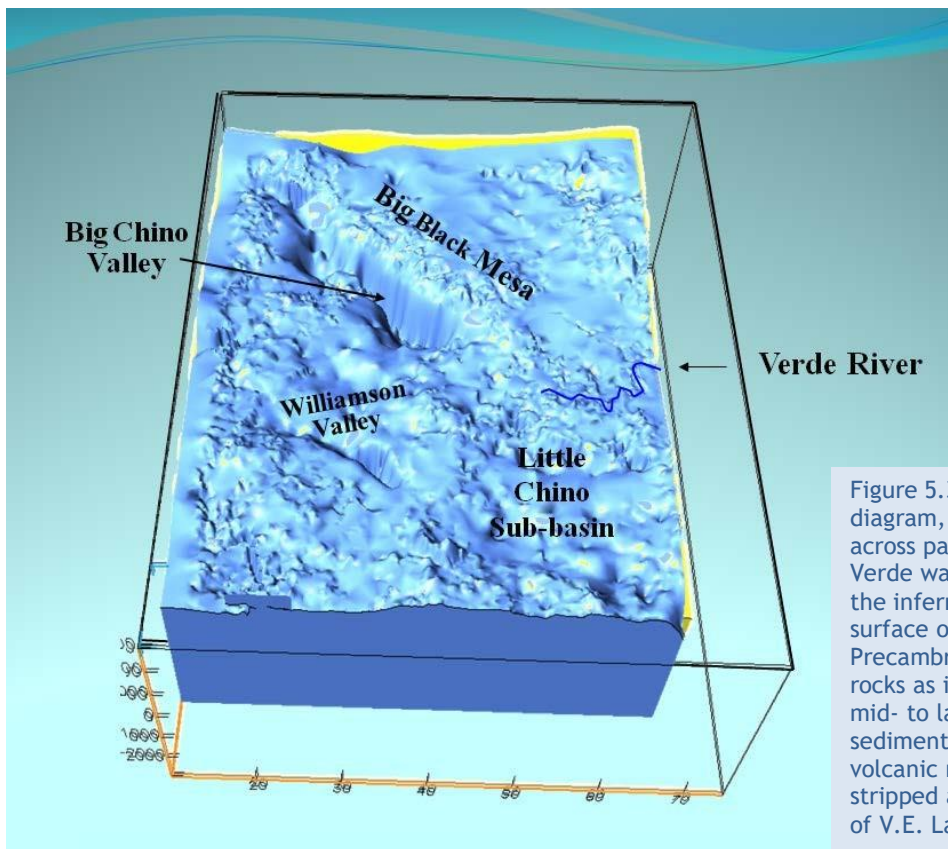 Big Chino
Valley
Big Black Mesa
Verde River
Williamson
Valley
Little
Chino
Sub-basin
Figure 5.
diagram,
across pa
Verde wa
the infer
surface o
Precambr
rocks as i
mid- to la
sediment
volcanic
stripped
of V.E. La
0
1000
-2000
20
30
40
50
60
70